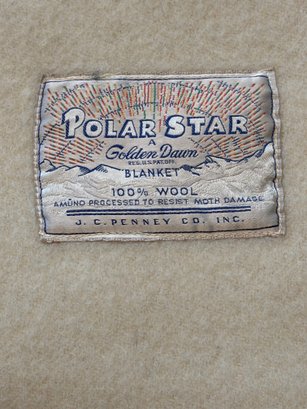 POLAR STAR
A
Golden Dawn
REG. U.S. PAT. OFF.
BLANKET
100% WOOL
AMUNO PROCESSED TO RESIST MOTH DAMAGE
J. C. PENNEY CO. INC.